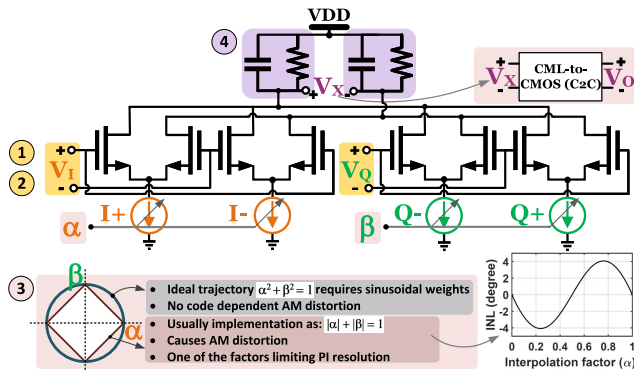 VDD
4
+ VX -
+ VX -
CML-to-
CMOS (C2C)
+ VO -
1
+
VI
2
-
+
VQ
-
I+
I-
Q-
Q+
α
β
3
β
α
• Ideal trajectory α² + β² = 1 requires sinusoidal weights
• No code dependent AM distortion
• Usually implementation as: |α| + |β| = 1
• Causes AM distortion
• One of the factors limiting PI resolution
INL (degree)
4
2
0
-2
-4
0 0.2 0.4 0.6 0.8 1
Interpolation factor (α)